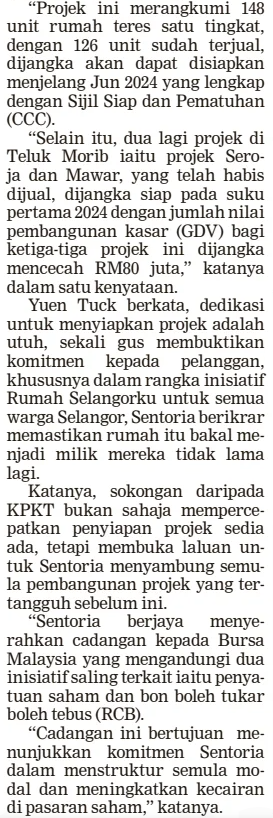 “Projek ini merangkumi 148
unit rumah teres satu tingkat,
dengan 126 unit sudah terjual,
dijangka akan dapat disiapkan
menjelang Jun 2024 yang lengkap
dengan Sijil Siap dan Pematuhan
(CCC).
“Selain itu, dua lagi projek di
Teluk Morib iaitu projek Sero-
ja dan Mawar, yang telah habis
dijual, dijangka siap pada suku
pertama 2024 dengan jumlah nilai
pembangunan kasar (GDV) bagi
ketiga-tiga projek ini dijangka
mencecah RM80 juta,” katanya
dalam satu kenyataan.
Yuen Tuck berkata, dedikasi
untuk menyiapkan projek adalah
utuh, sekali gus membuktikan
komitmen kepada pelanggan,
khususnya dalam rangka inisiatif
Rumah Selangorku untuk semua
warga Selangor, Sentoria berikrar
memastikan rumah itu bakal me-
njadi milik mereka tidak lama
lagi.
Katanya, sokongan daripada
KPKT bukan sahaja memperce-
patkan penyiapan projek sedia
ada, tetapi membuka laluan un-
tuk Sentoria menyambung semu-
la pembangunan projek yang ter-
tangguh sebelum ini.
“Sentoria berjaya menye-
rahkan cadangan kepada Bursa
Malaysia yang mengandungi dua
inisiatif saling terkait iaitu penya-
tuan saham dan bon boleh tukar
boleh tebus (RCB).
“Cadangan ini bertujuan me-
nunjukkan komitmen Sentoria
dalam menstruktur semula mo-
dal dan meningkatkan kecairan
di pasaran saham,” katanya.